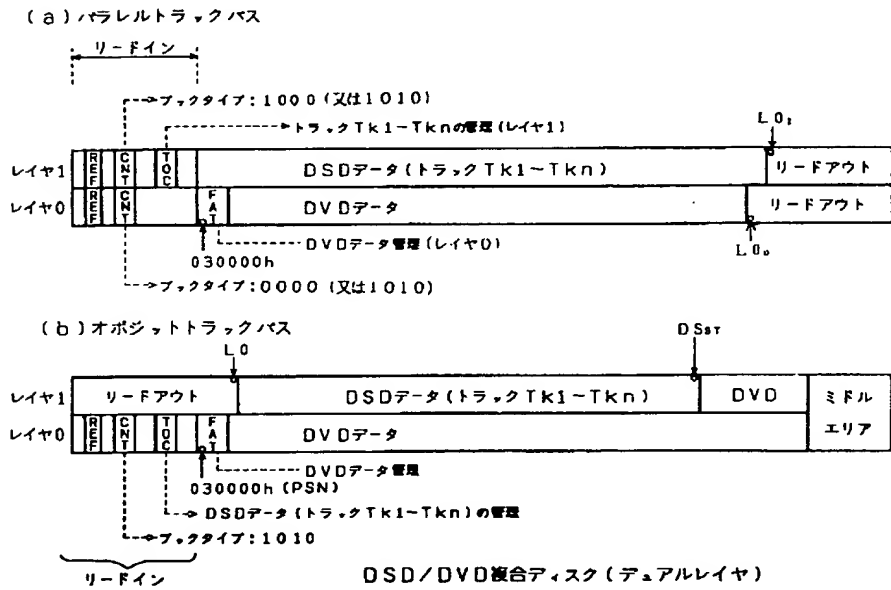 (a)パラレルトラックパス
リードイン
ブックタイプ:1000(又は1010)
トラックTk1~Tknの管理(レイヤ1)
LO₁
レイヤ1 REF CNT TOC DSDデータ(トラックTk1~Tkn) リードアウト
レイヤ0 REF CNT FAT DVDデータ リードアウト
DVDデータ管理(レイヤ0)
030000h
LO₀
ブックタイプ:0000(又は1010)
(b)オポジットトラックパス
LO
DSST
レイヤ1 リードアウト DSDデータ(トラックTk1~Tkn) DVD ミドル
レイヤ0 REF CNT TOC FAT DVDデータ エリア
DVDデータ管理
030000h(PSN)
DSDデータ(トラックTk1~Tkn)の管理
ブックタイプ:1010
リードイン
DSD/DVD複合ディスク(デュアルレイヤ)